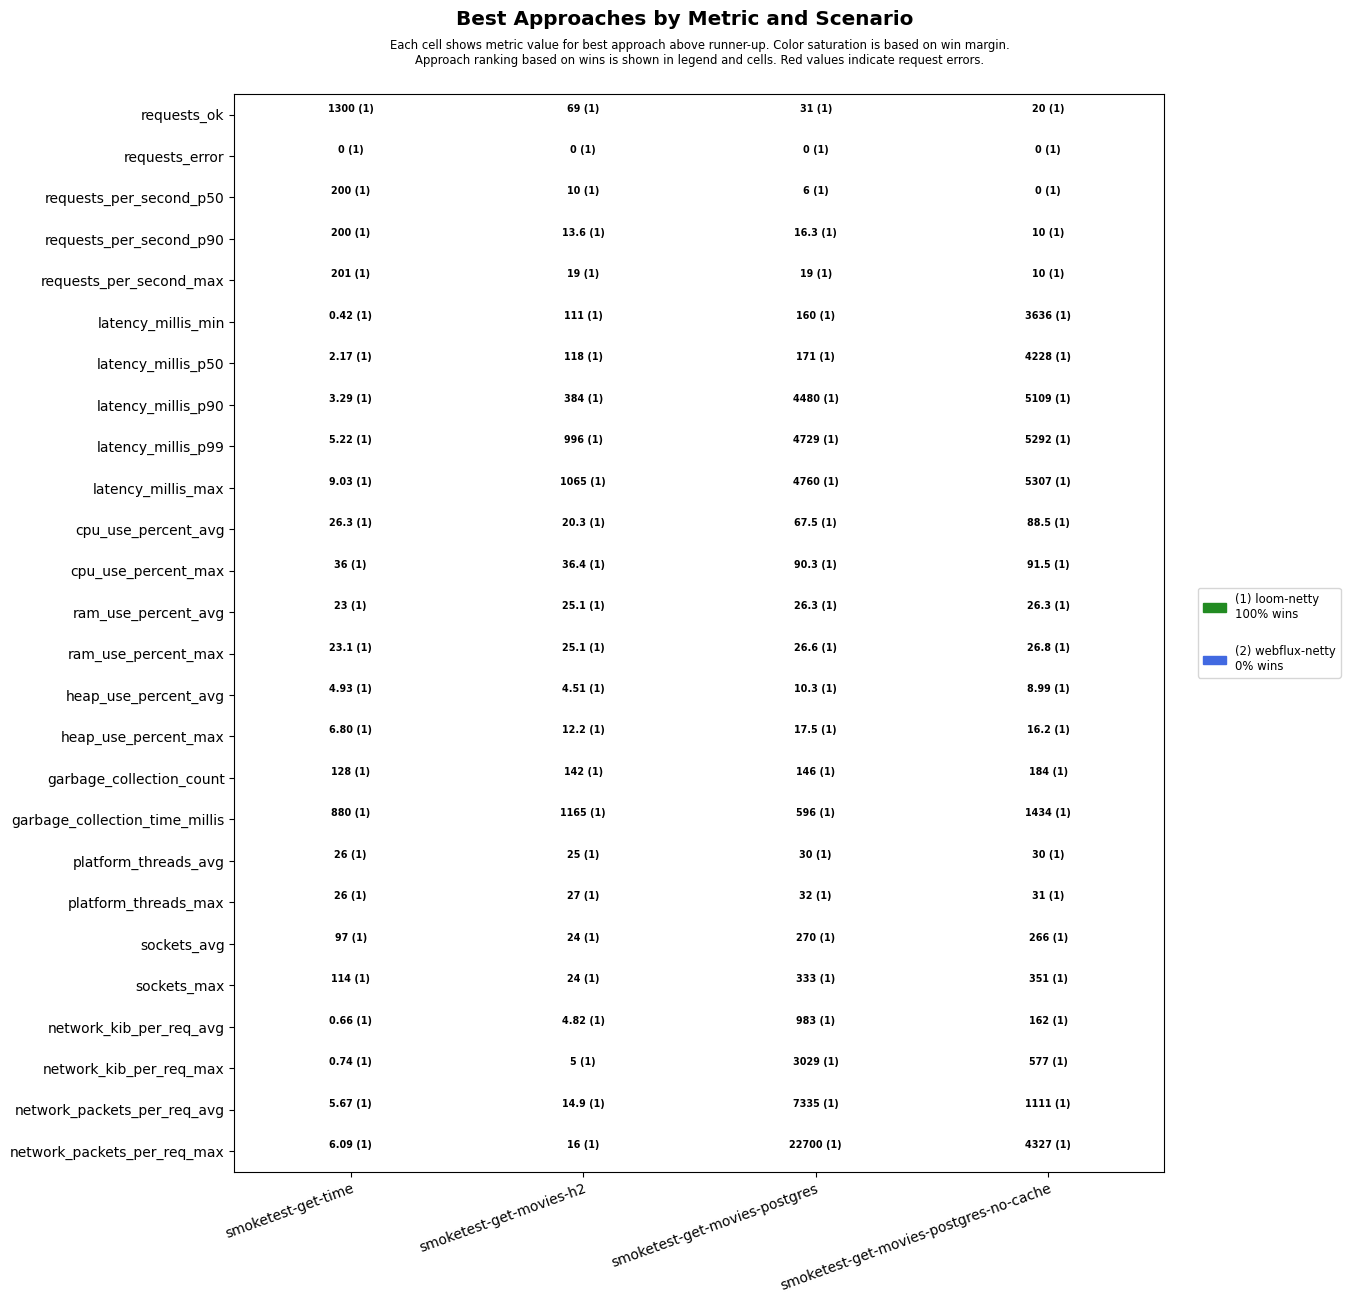 Best Approaches by Metric and Scenario
Each cell shows metric value for best approach above runner-up. Color saturation is based on win margin.
Approach ranking based on wins is shown in legend and cells. Red values indicate request errors.
requests_ok 1300 (1) 69 (1) 31 (1) 20 (1)
requests_error 0 (1) 0 (1) 0 (1) 0 (1)
requests_per_second_p50 200 (1) 10 (1) 6 (1) 0 (1)
requests_per_second_p90 200 (1) 13.6 (1) 16.3 (1) 10 (1)
requests_per_second_max 201 (1) 19 (1) 19 (1) 10 (1)
latency_millis_min 0.42 (1) 111 (1) 160 (1) 3636 (1)
latency_millis_p50 2.17 (1) 118 (1) 171 (1) 4228 (1)
latency_millis_p90 3.29 (1) 384 (1) 4480 (1) 5109 (1)
latency_millis_p99 5.22 (1) 996 (1) 4729 (1) 5292 (1)
latency_millis_max 9.03 (1) 1065 (1) 4760 (1) 5307 (1)
cpu_use_percent_avg 26.3 (1) 20.3 (1) 67.5 (1) 88.5 (1)
cpu_use_percent_max 36 (1) 36.4 (1) 90.3 (1) 91.5 (1)
ram_use_percent_avg 23 (1) 25.1 (1) 26.3 (1) 26.3 (1)
ram_use_percent_max 23.1 (1) 25.1 (1) 26.6 (1) 26.8 (1)
heap_use_percent_avg 4.93 (1) 4.51 (1) 10.3 (1) 8.99 (1)
heap_use_percent_max 6.80 (1) 12.2 (1) 17.5 (1) 16.2 (1)
garbage_collection_count 128 (1) 142 (1) 146 (1) 184 (1)
garbage_collection_time_millis 880 (1) 1165 (1) 596 (1) 1434 (1)
platform_threads_avg 26 (1) 25 (1) 30 (1) 30 (1)
platform_threads_max 26 (1) 27 (1) 32 (1) 31 (1)
sockets_avg 97 (1) 24 (1) 270 (1) 266 (1)
sockets_max 114 (1) 24 (1) 333 (1) 351 (1)
network_kib_per_req_avg 0.66 (1) 4.82 (1) 983 (1) 162 (1)
network_kib_per_req_max 0.74 (1) 5 (1) 3029 (1) 577 (1)
network_packets_per_req_avg 5.67 (1) 14.9 (1) 7335 (1) 1111 (1)
network_packets_per_req_max 6.09 (1) 16 (1) 22700 (1) 4327 (1)
smoketest-get-time
smoketest-get-movies-h2
smoketest-get-movies-postgres
smoketest-get-movies-postgres-no-cache
(1) loom-netty
100% wins
(2) webflux-netty
0% wins